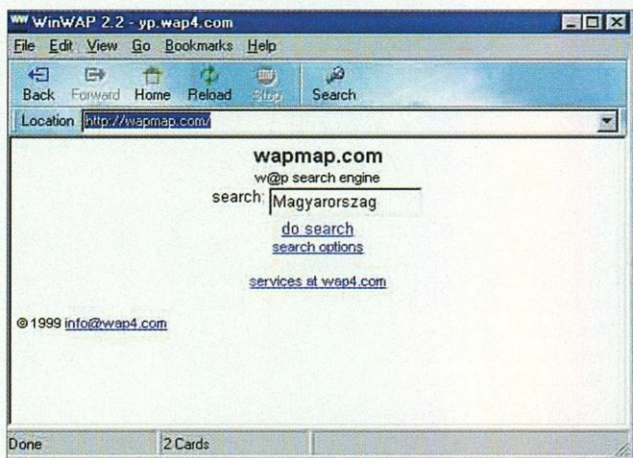 WinWAP 2.2 - yp.wap4.com
File Edit View Go Bookmarks Help
Back Forward Home Reload Stop Search
Location http://wapmap.com/
wapmap.com
w@p search engine
search: Magyarorszag
do search
search options
services at wap4.com
© 1999 info@wap4.com
Done 2 Cards